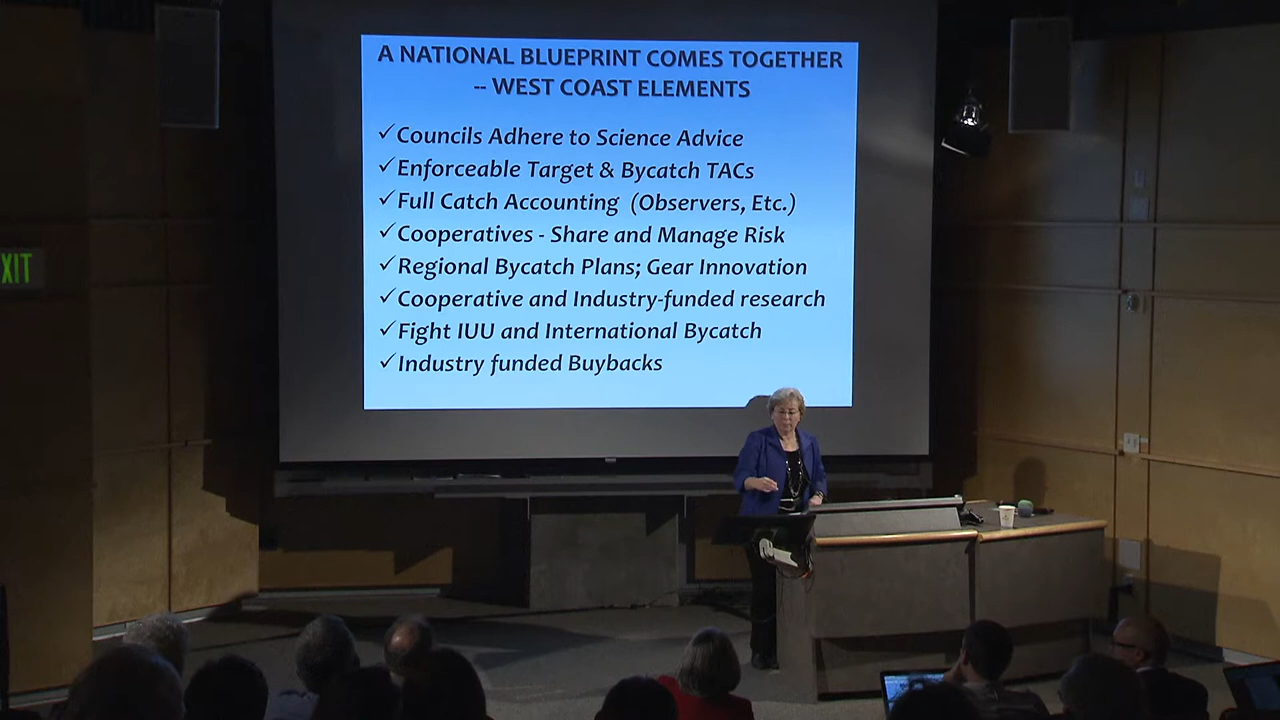 A NATIONAL BLUEPRINT COMES TOGETHER
-- WEST COAST ELEMENTS
✓Councils Adhere to Science Advice
✓Enforceable Target & Bycatch TACs
✓Full Catch Accounting (Observers, Etc.)
✓Cooperatives - Share and Manage Risk
✓Regional Bycatch Plans; Gear Innovation
✓Cooperative and Industry-funded research
✓Fight IUU and International Bycatch
✓Industry funded Buybacks
XIT